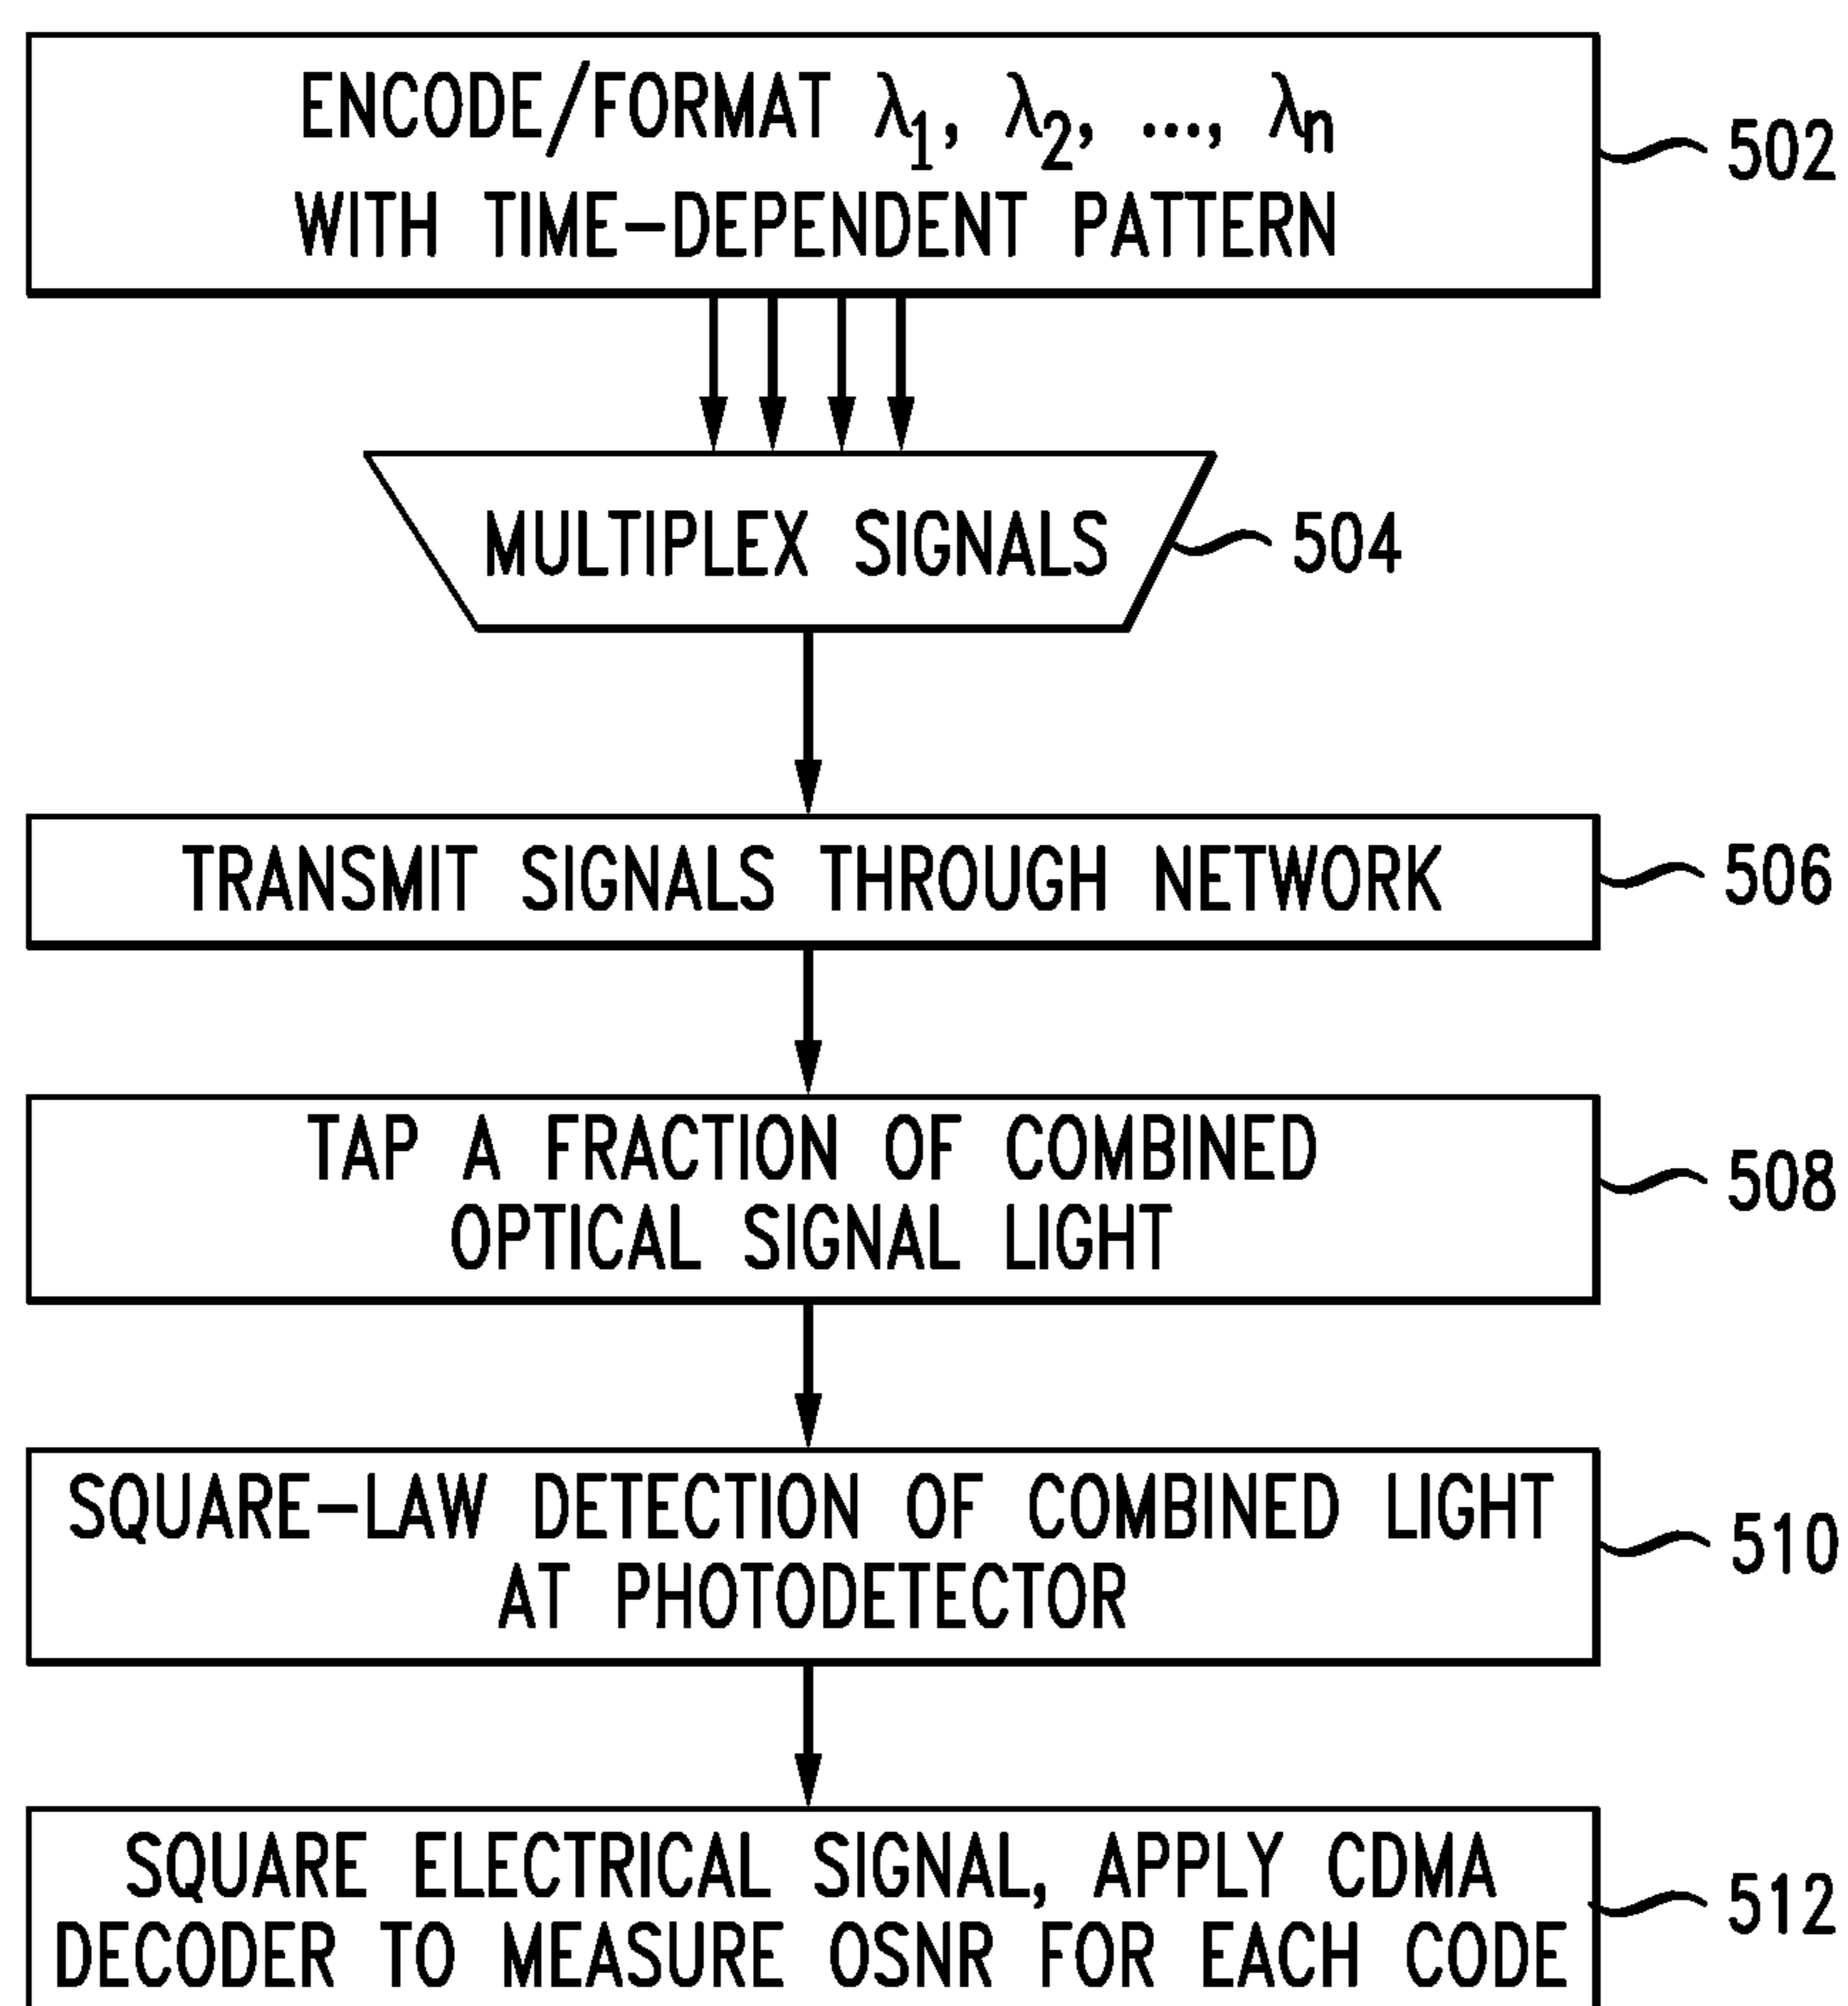 ENCODE/FORMAT λ1, λ2, ..., λn
WITH TIME-DEPENDENT PATTERN
502
MULTIPLEX SIGNALS
504
TRANSMIT SIGNALS THROUGH NETWORK
506
TAP A FRACTION OF COMBINED
OPTICAL SIGNAL LIGHT
508
SQUARE-LAW DETECTION OF COMBINED LIGHT
AT PHOTODETECTOR
510
SQUARE ELECTRICAL SIGNAL, APPLY CDMA
DECODER TO MEASURE OSNR FOR EACH CODE
512